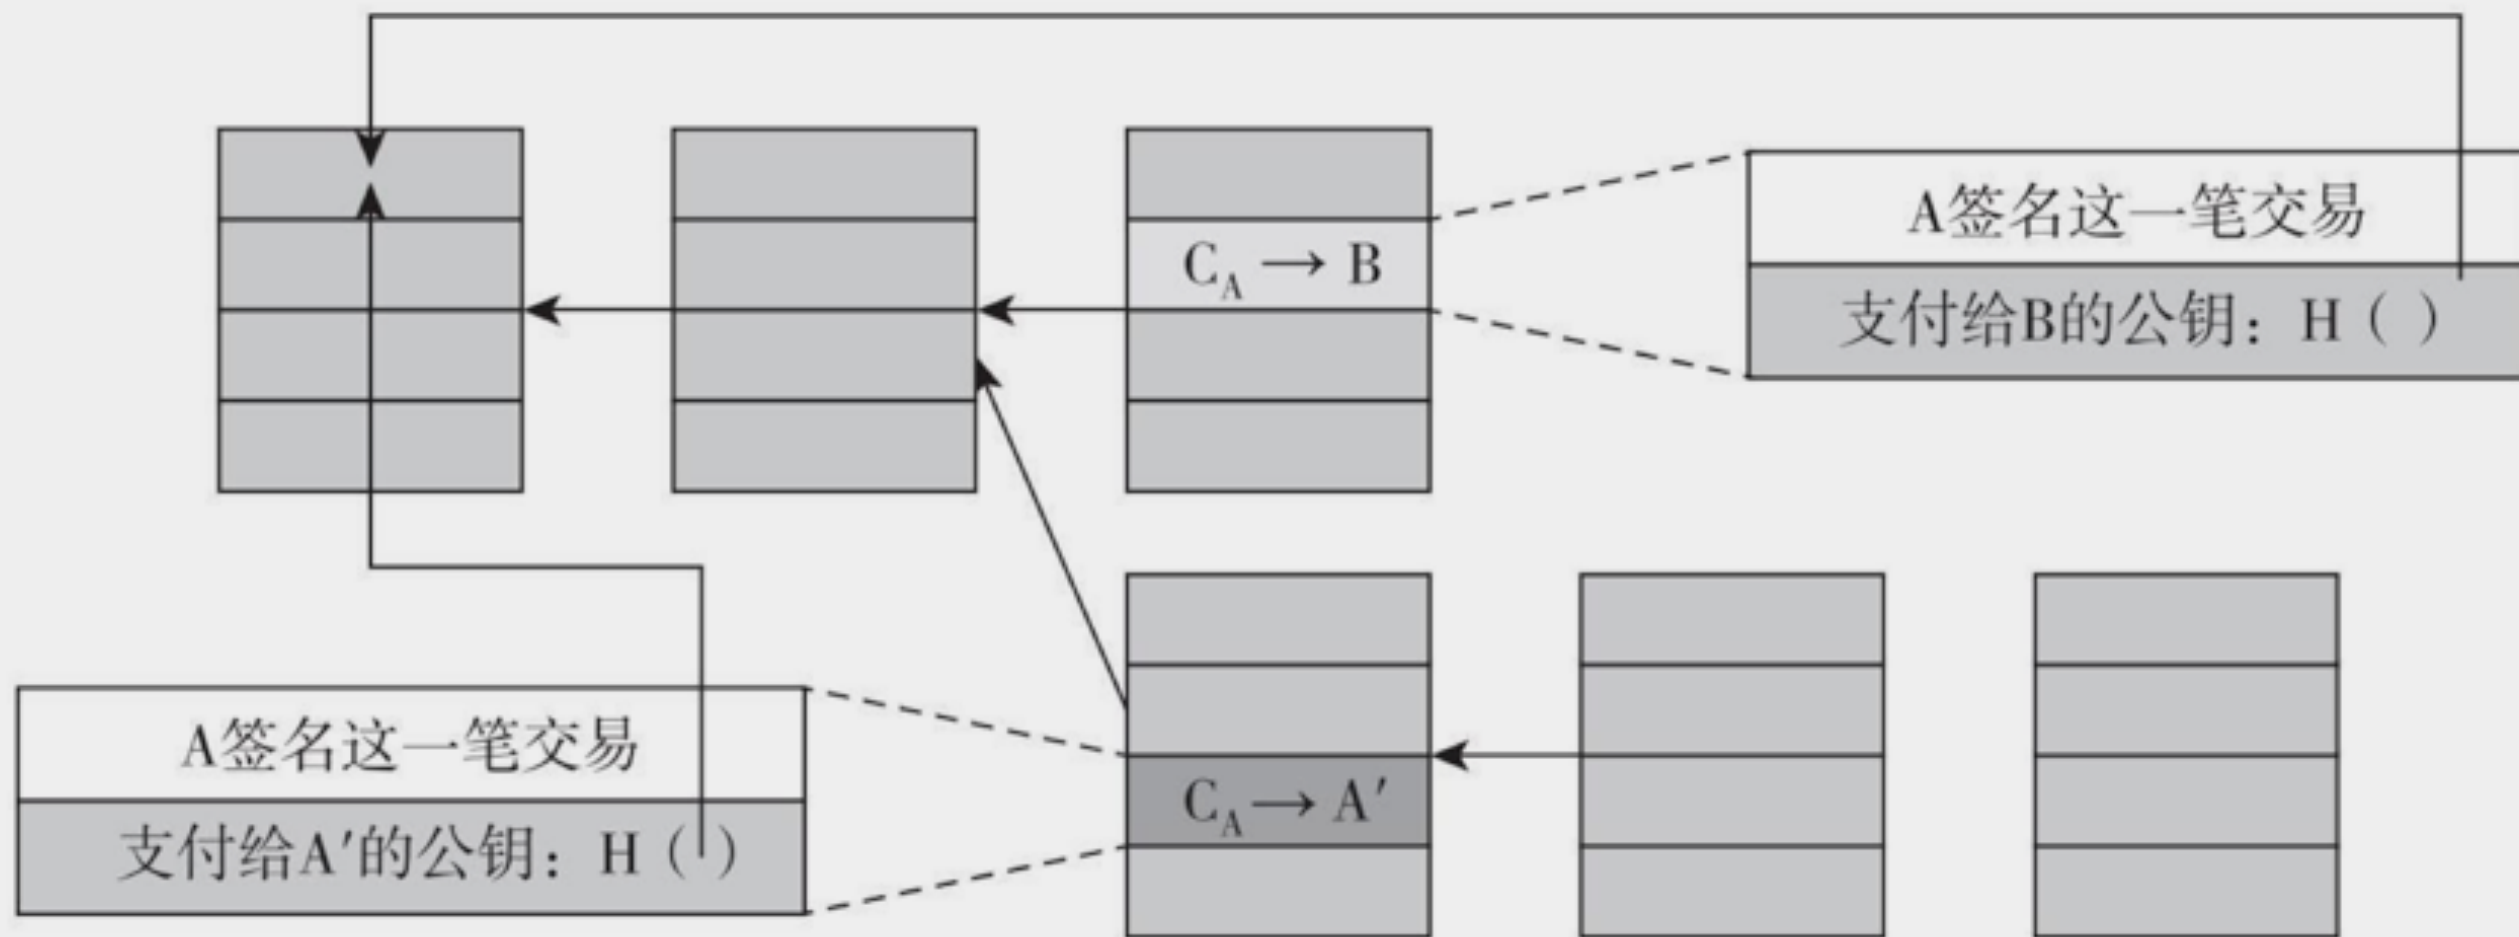 A签名这一笔交易
C_A → B
支付给B的公钥：H（ ）
A签名这一笔交易
C_A → A′
支付给A′的公钥：H（ ）